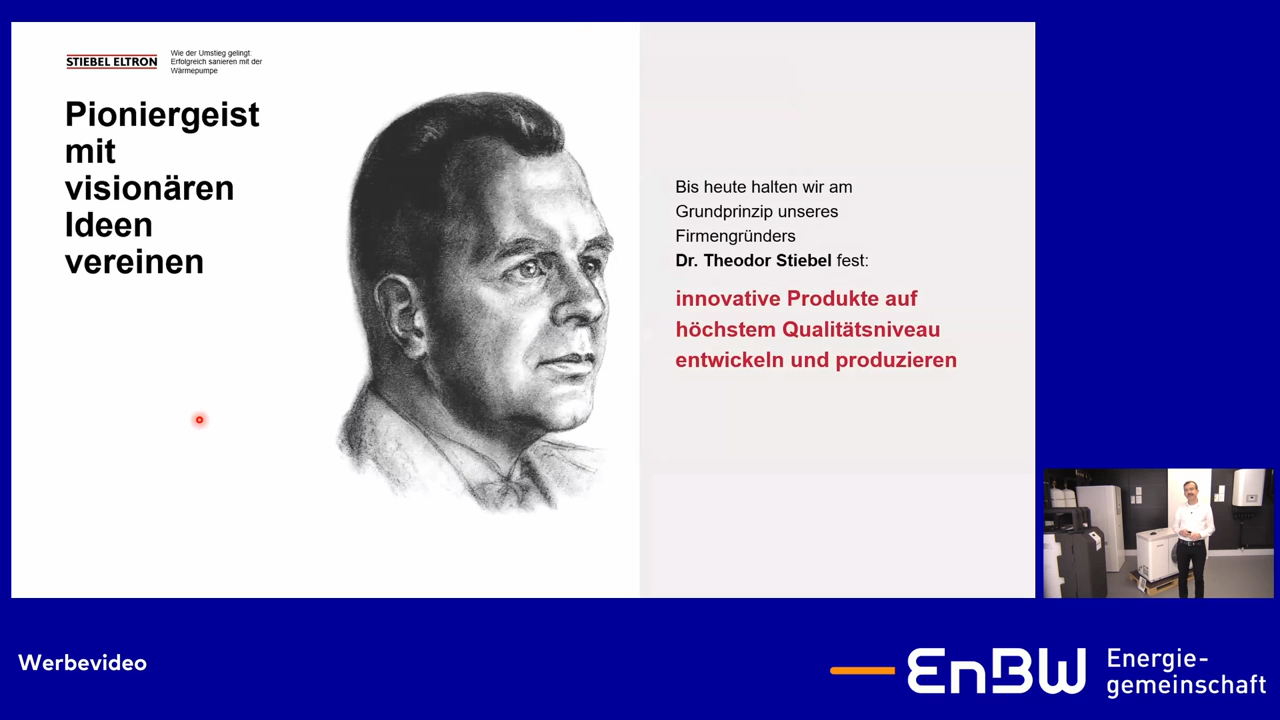 STIEBEL ELTRON
Wie der Umstieg gelingt:
Erfolgreich sanieren mit der
Wärmepumpe
Pioniergeist
mit
visionären
Ideen
vereinen
Bis heute halten wir am
Grundprinzip unseres
Firmengründers
Dr. Theodor Stiebel fest:
innovative Produkte auf
höchstem Qualitätsniveau
entwickeln und produzieren
Werbevideo
EnBW
Energie-
gemeinschaft